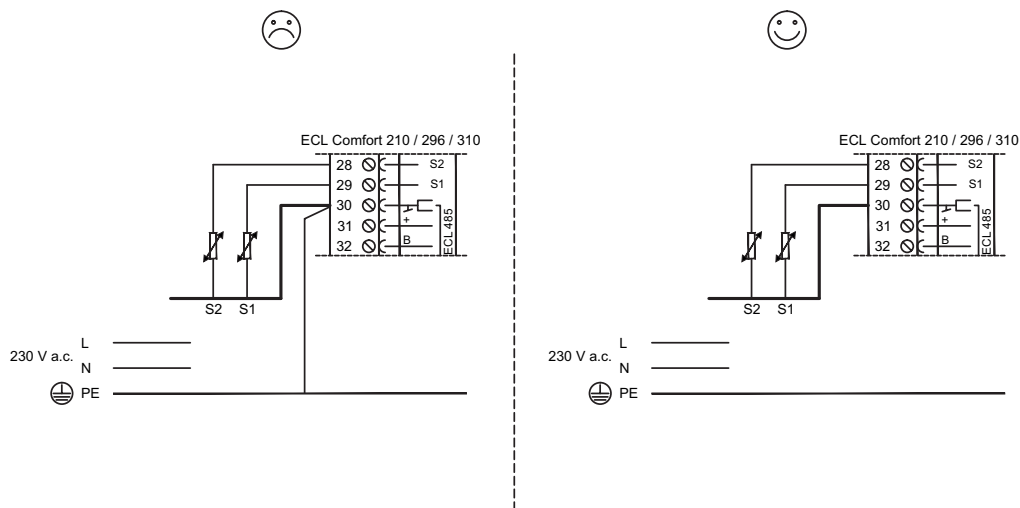 ECL Comfort 210 / 296 / 310
28 S2
29 S1
30
31 +
32 B
ECL 485
S2 S1
L
230 V a.c.
N
PE
ECL Comfort 210 / 296 / 310
28 S2
29 S1
30
31 +
32 B
ECL 485
S2 S1
L
230 V a.c.
N
PE